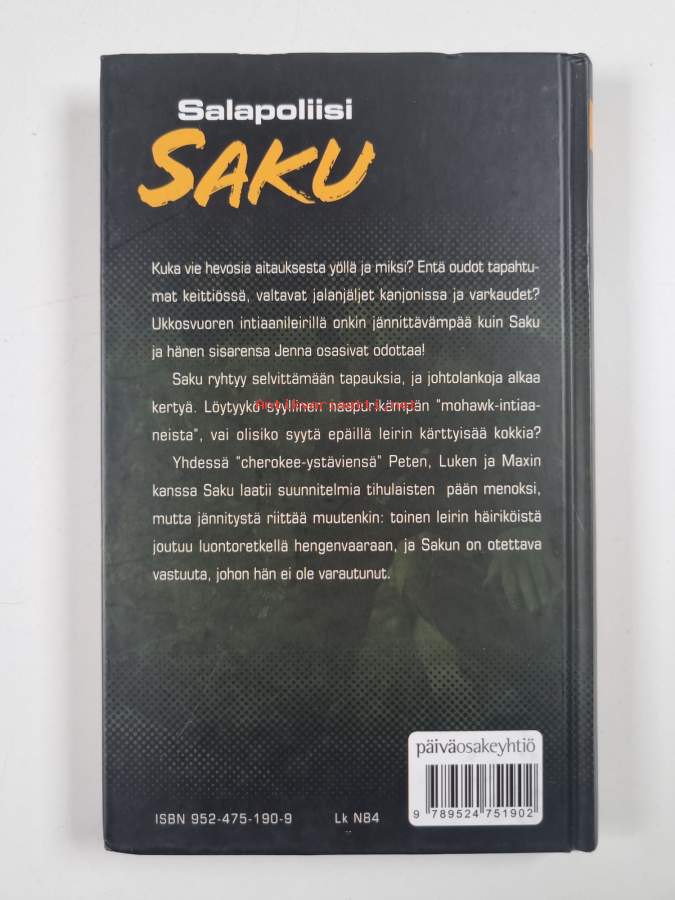 Salapoliisi
SAKU
Kuka vie hevosia aitauksesta yöllä ja miksi? Entä oudot tapahtu-
mat keittiössä, valtavat jalanjäljet kanjonissa ja varkaudet?
Ukkosvuoren intiaanileirillä onkin jännittävämpää kuin Saku
ja hänen sisarensa Jenna osasivat odottaa!
Saku ryhtyy selvittämään tapauksia, ja johtolankoja alkaa
kertyä. Löytyykö syyllinen naapurikämpän "mohawk-intiaa-
Antikvariaatti.net
neista", vai olisiko syytä epäillä leirin kärttyisää kokkia?
Yhdessä "cherokee-ystäviensä" Peten, Luken ja Maxin
kanssa Saku laatii suunnitelmia tihulaisten pään menoksi,
mutta jännitystä riittää muutenkin: toinen leirin häiriköistä
joutuu luontoretkellä hengenvaaraan, ja Sakun on otettava
vastuuta, johon hän ei ole varautunut.
päiväosakeyhtiö
9 789524 751902
ISBN 952-475-190-9 Lk N84